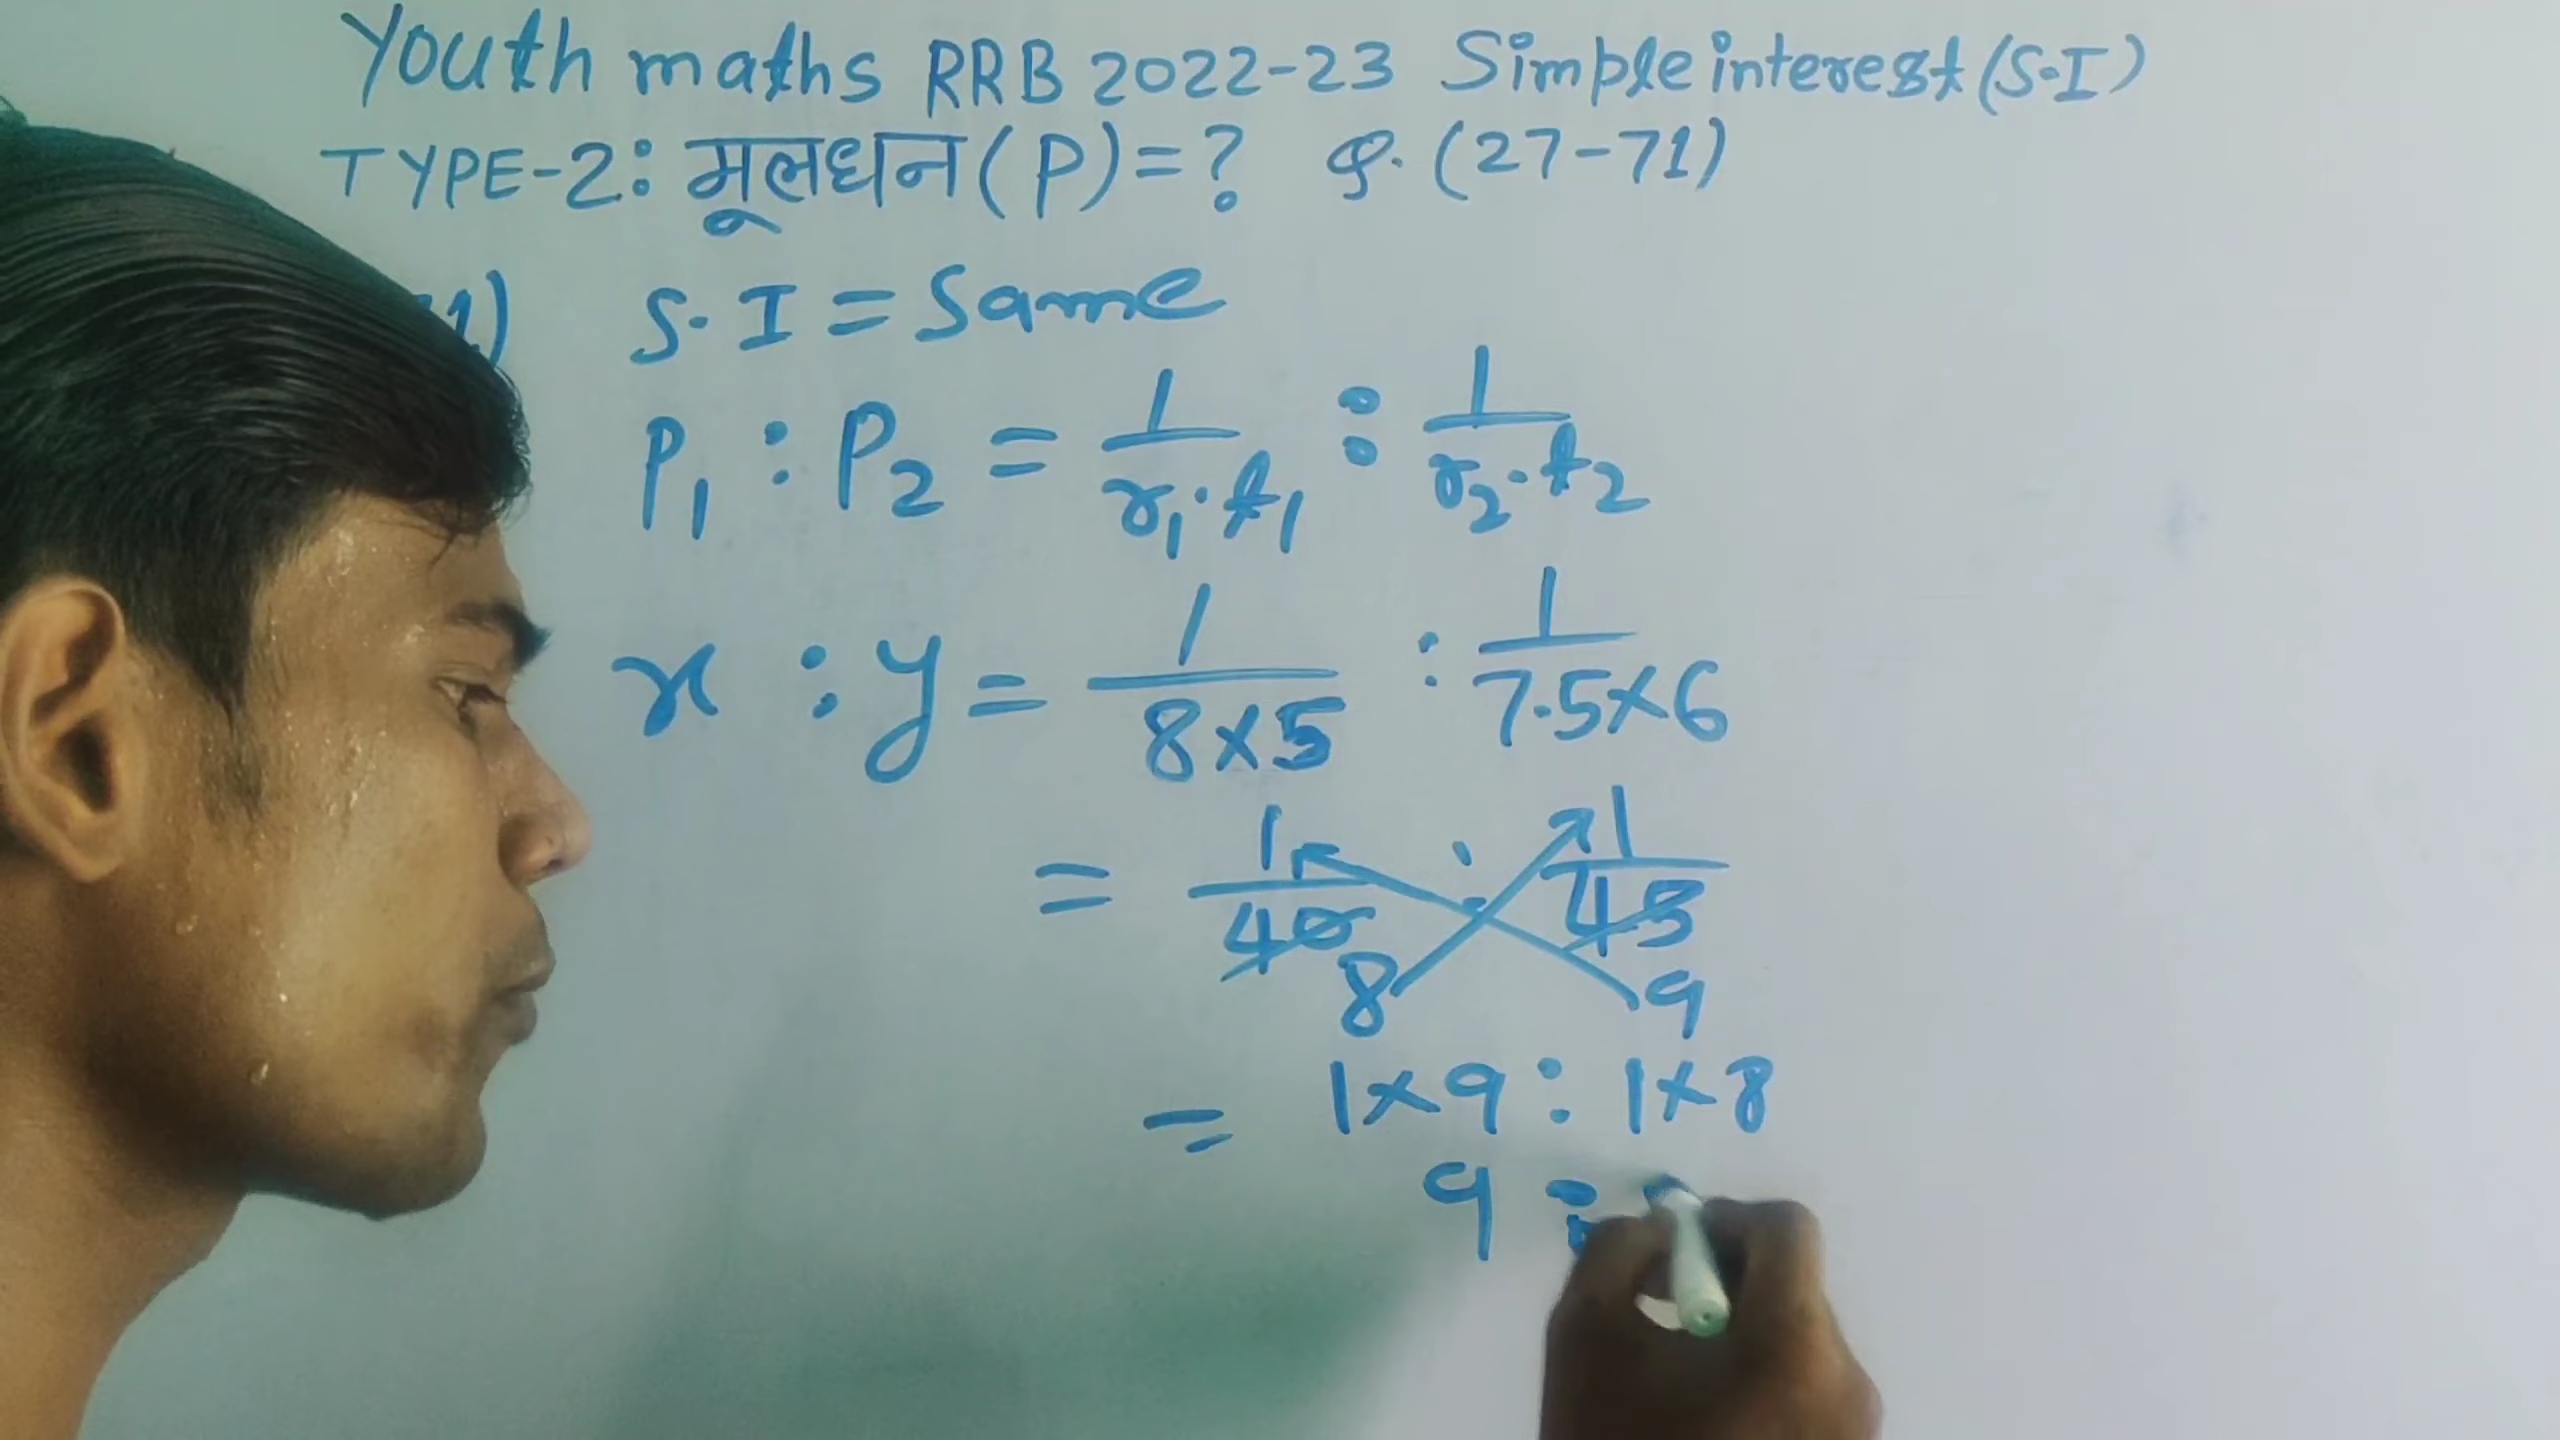 Youth maths RRB 2022-23 Simple interest (S.I)
TYPE-2: मूलधन (P) = ? Q. (27-71)
1) S.I = Same
P₁ : P₂ = 1/r₁.t₁ : 1/r₂.t₂
x : y = 1/8×5 : 1/7.5×6
= 1/40 : 1/45
8 9
= 1×9 : 1×8
9 :